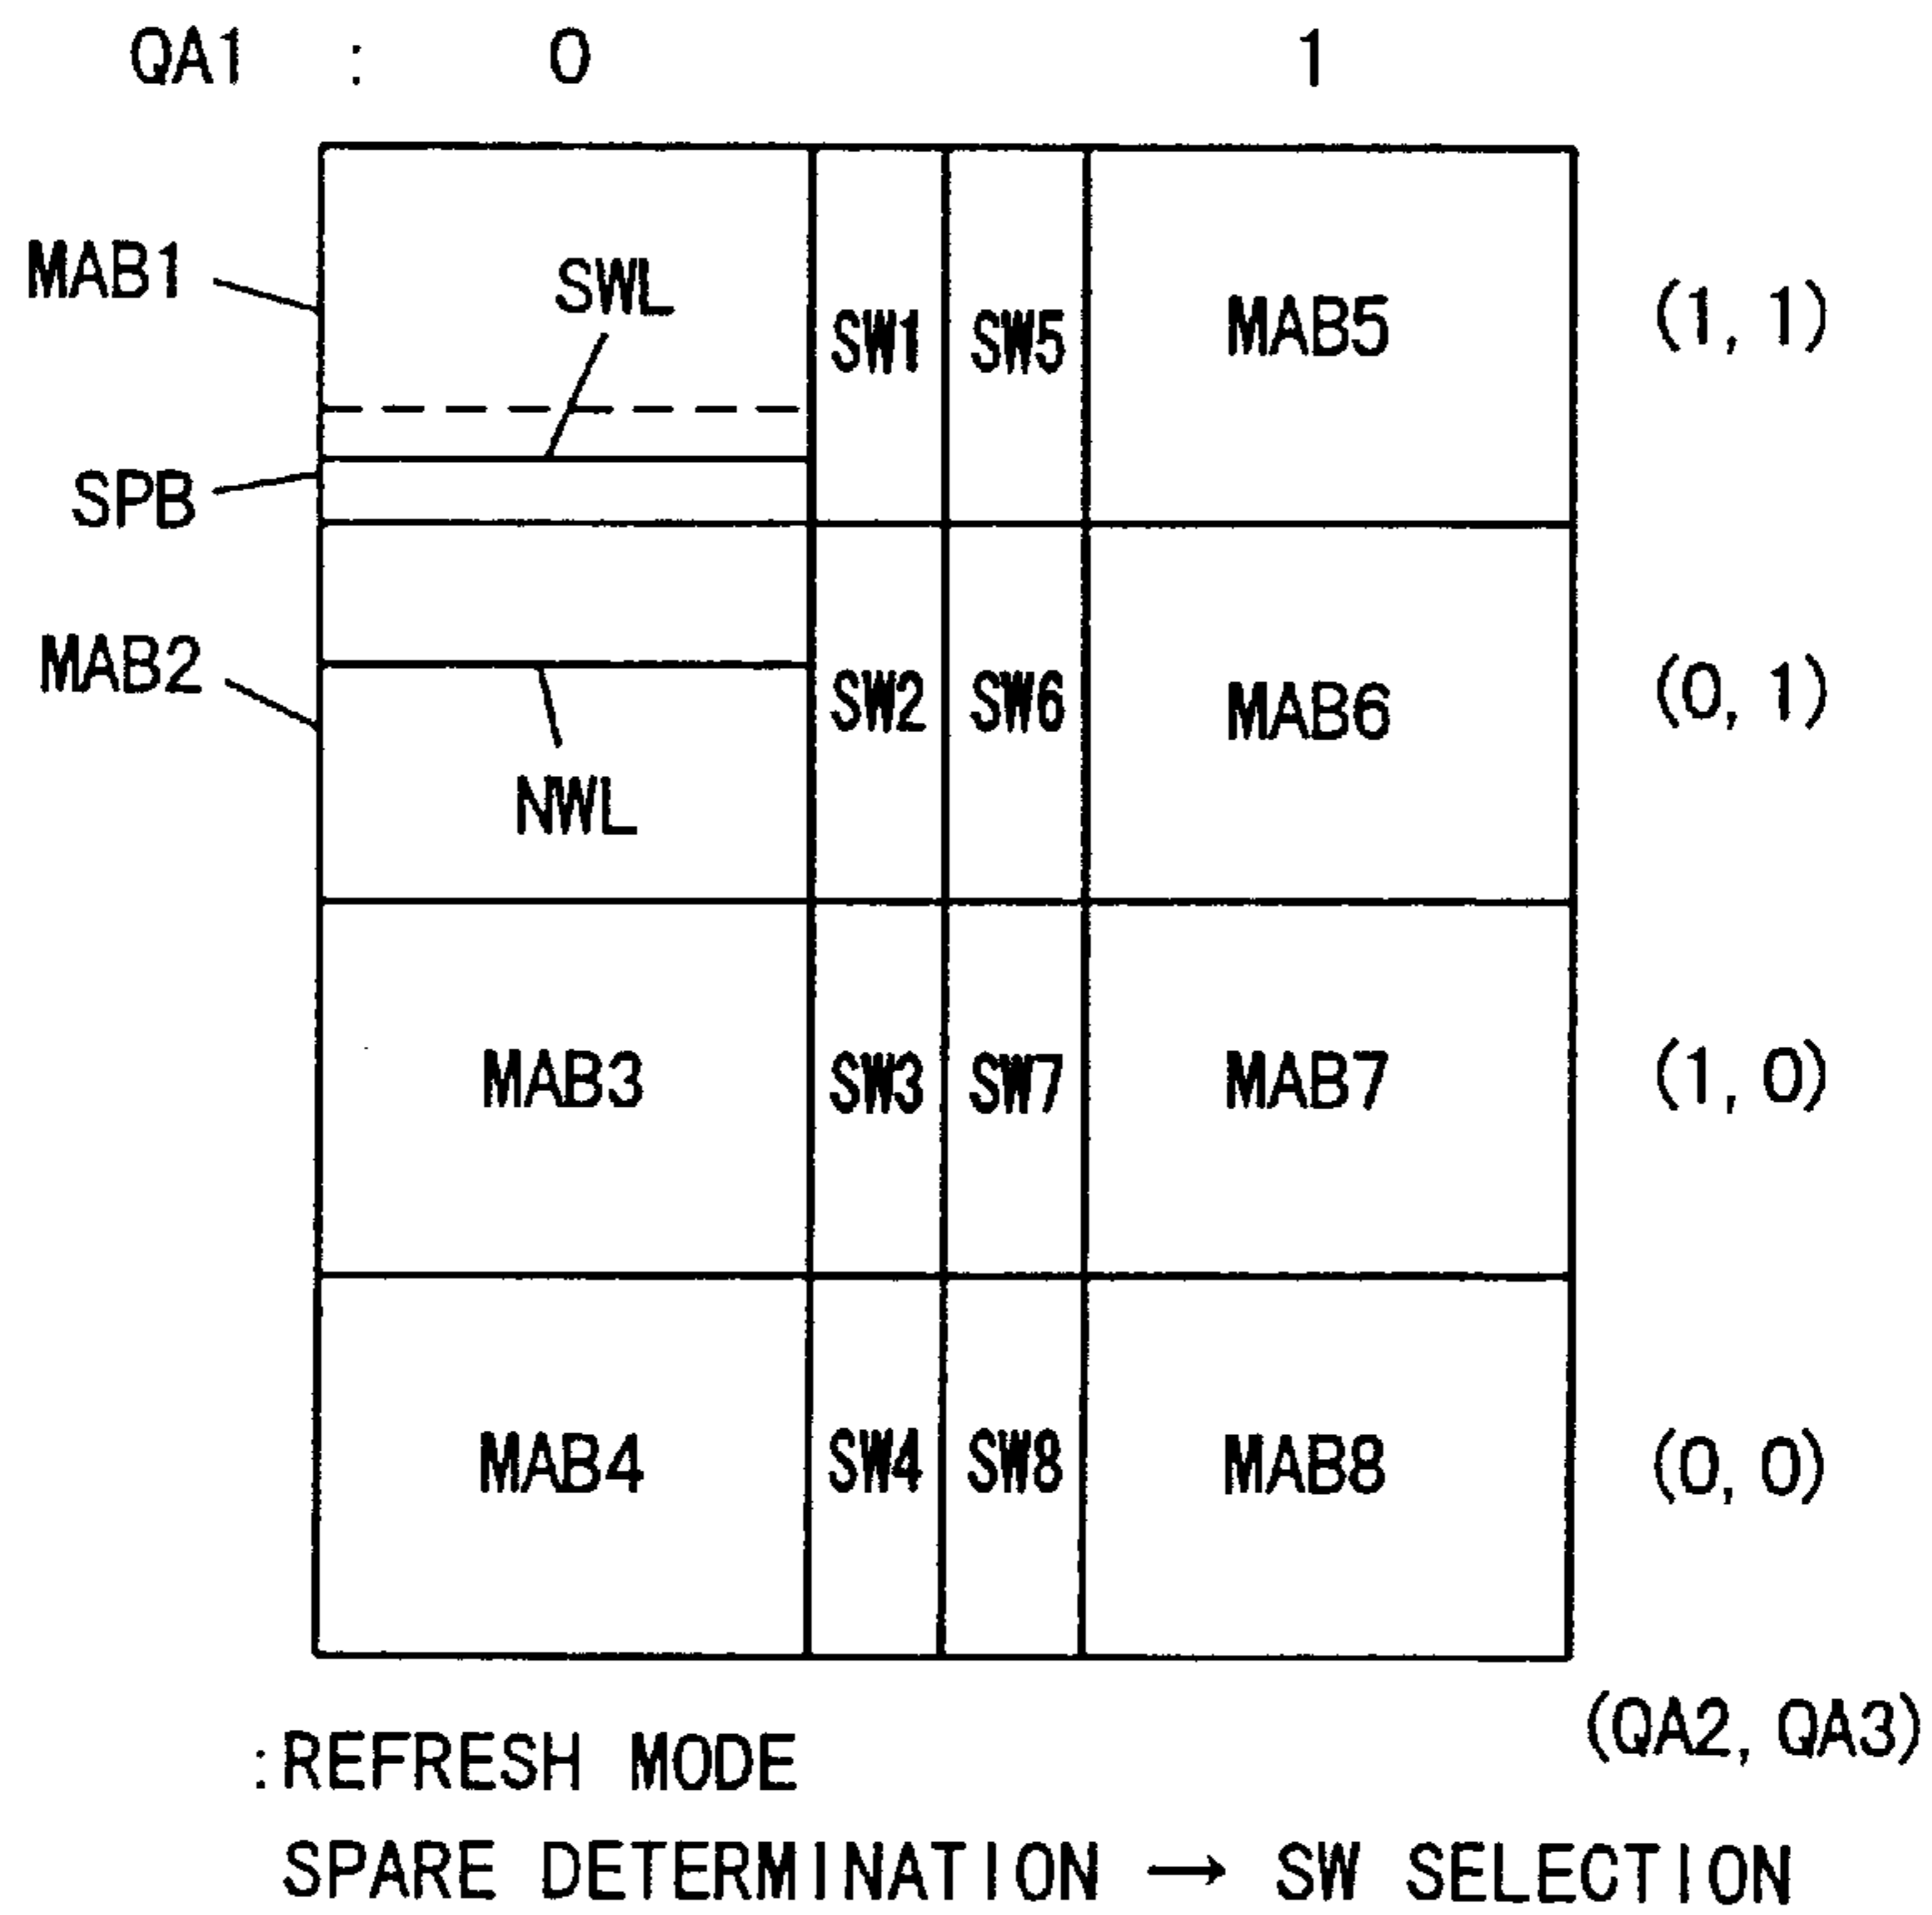 QA1 : 0 1
MAB1 SWL SW1 SW5 MAB5 (1, 1)
SPB
MAB2 SW2 SW6 MAB6 (0, 1)
NWL
MAB3 SW3 SW7 MAB7 (1, 0)
MAB4 SW4 SW8 MAB8 (0, 0)
(QA2, QA3)
:REFRESH MODE
SPARE DETERMINATION → SW SELECTION